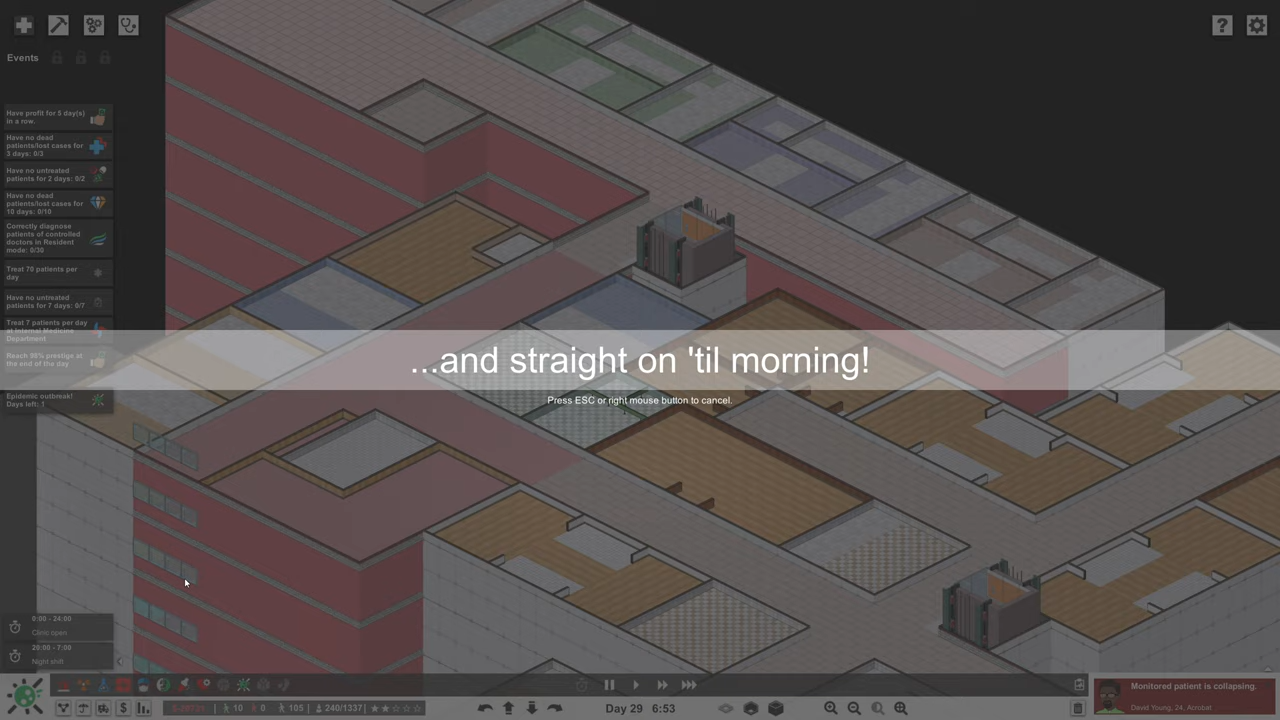 Events
Have profit for 5 day(s)
in a row.
Have no dead
patients/lost cases for
3 days: 0/3
Have no untreated
patients for 2 days: 0/2
Have no dead
patients/lost cases for
10 days: 0/10
Correctly diagnose
patients of controlled
doctors in Resident
mode: 0/30
Treat 70 patients per
day
Have no untreated
patients for 7 days: 0/7
Treat 7 patients per day
at Internal Medicine
Department
Reach 98% prestige at
the end of the day
Epidemic outbreak!
Days left: 1
...and straight on 'til morning!
Press ESC or right mouse button to cancel.
0:00 - 24:00
Clinic open
20:00 - 7:00
Night shift
10
0
105
240/1337
Day 29 6:53
Monitored patient is collapsing.
David Young, 24, Acrobat